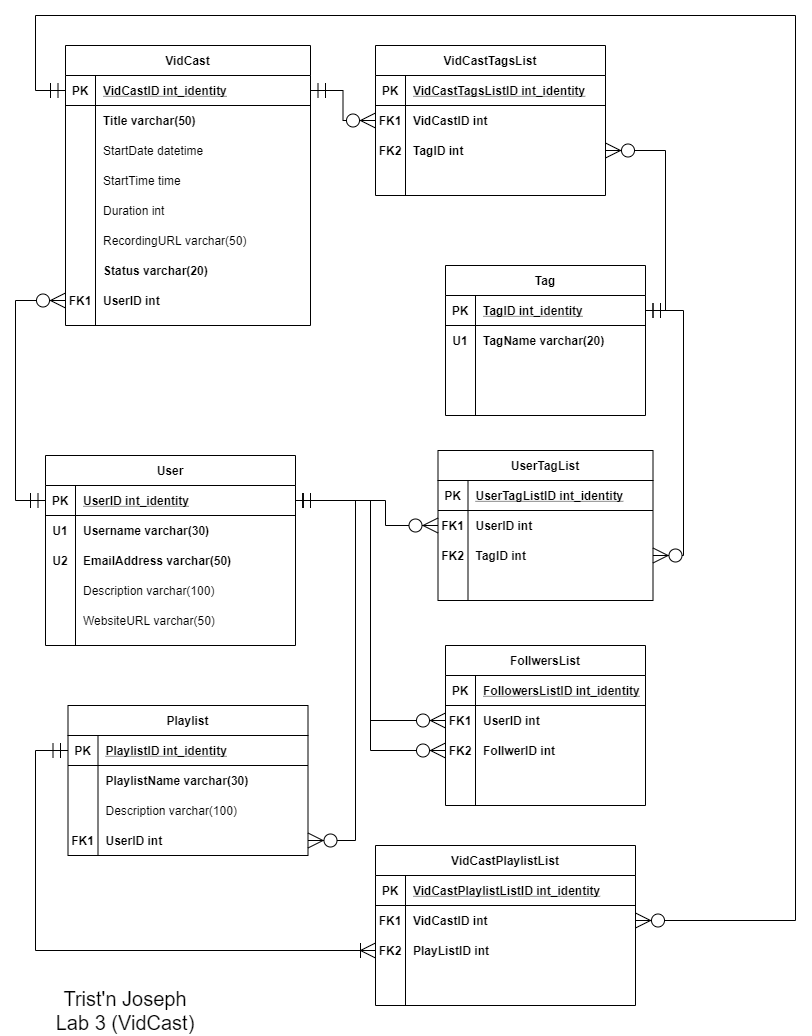 VidCast
PK VidCastID int_identity
Title varchar(50)
StartDate datetime
StartTime time
Duration int
RecordingURL varchar(50)
Status varchar(20)
FK1 UserID int
VidCastTagsList
PK VidCastTagsListID int_identity
FK1 VidCastID int
FK2 TagID int
Tag
PK TagID int_identity
U1 TagName varchar(20)
User
PK UserID int_identity
U1 Username varchar(30)
U2 EmailAddress varchar(50)
Description varchar(100)
WebsiteURL varchar(50)
UserTagList
PK UserTagListID int_identity
FK1 UserID int
FK2 TagID int
FollwersList
PK FollowersListID int_identity
FK1 UserID int
FK2 FollwerID int
Playlist
PK PlaylistID int_identity
PlaylistName varchar(30)
Description varchar(100)
FK1 UserID int
VidCastPlaylistList
PK VidCastPlaylistListID int_identity
FK1 VidCastID int
FK2 PlayListID int
Trist'n Joseph
Lab 3 (VidCast)